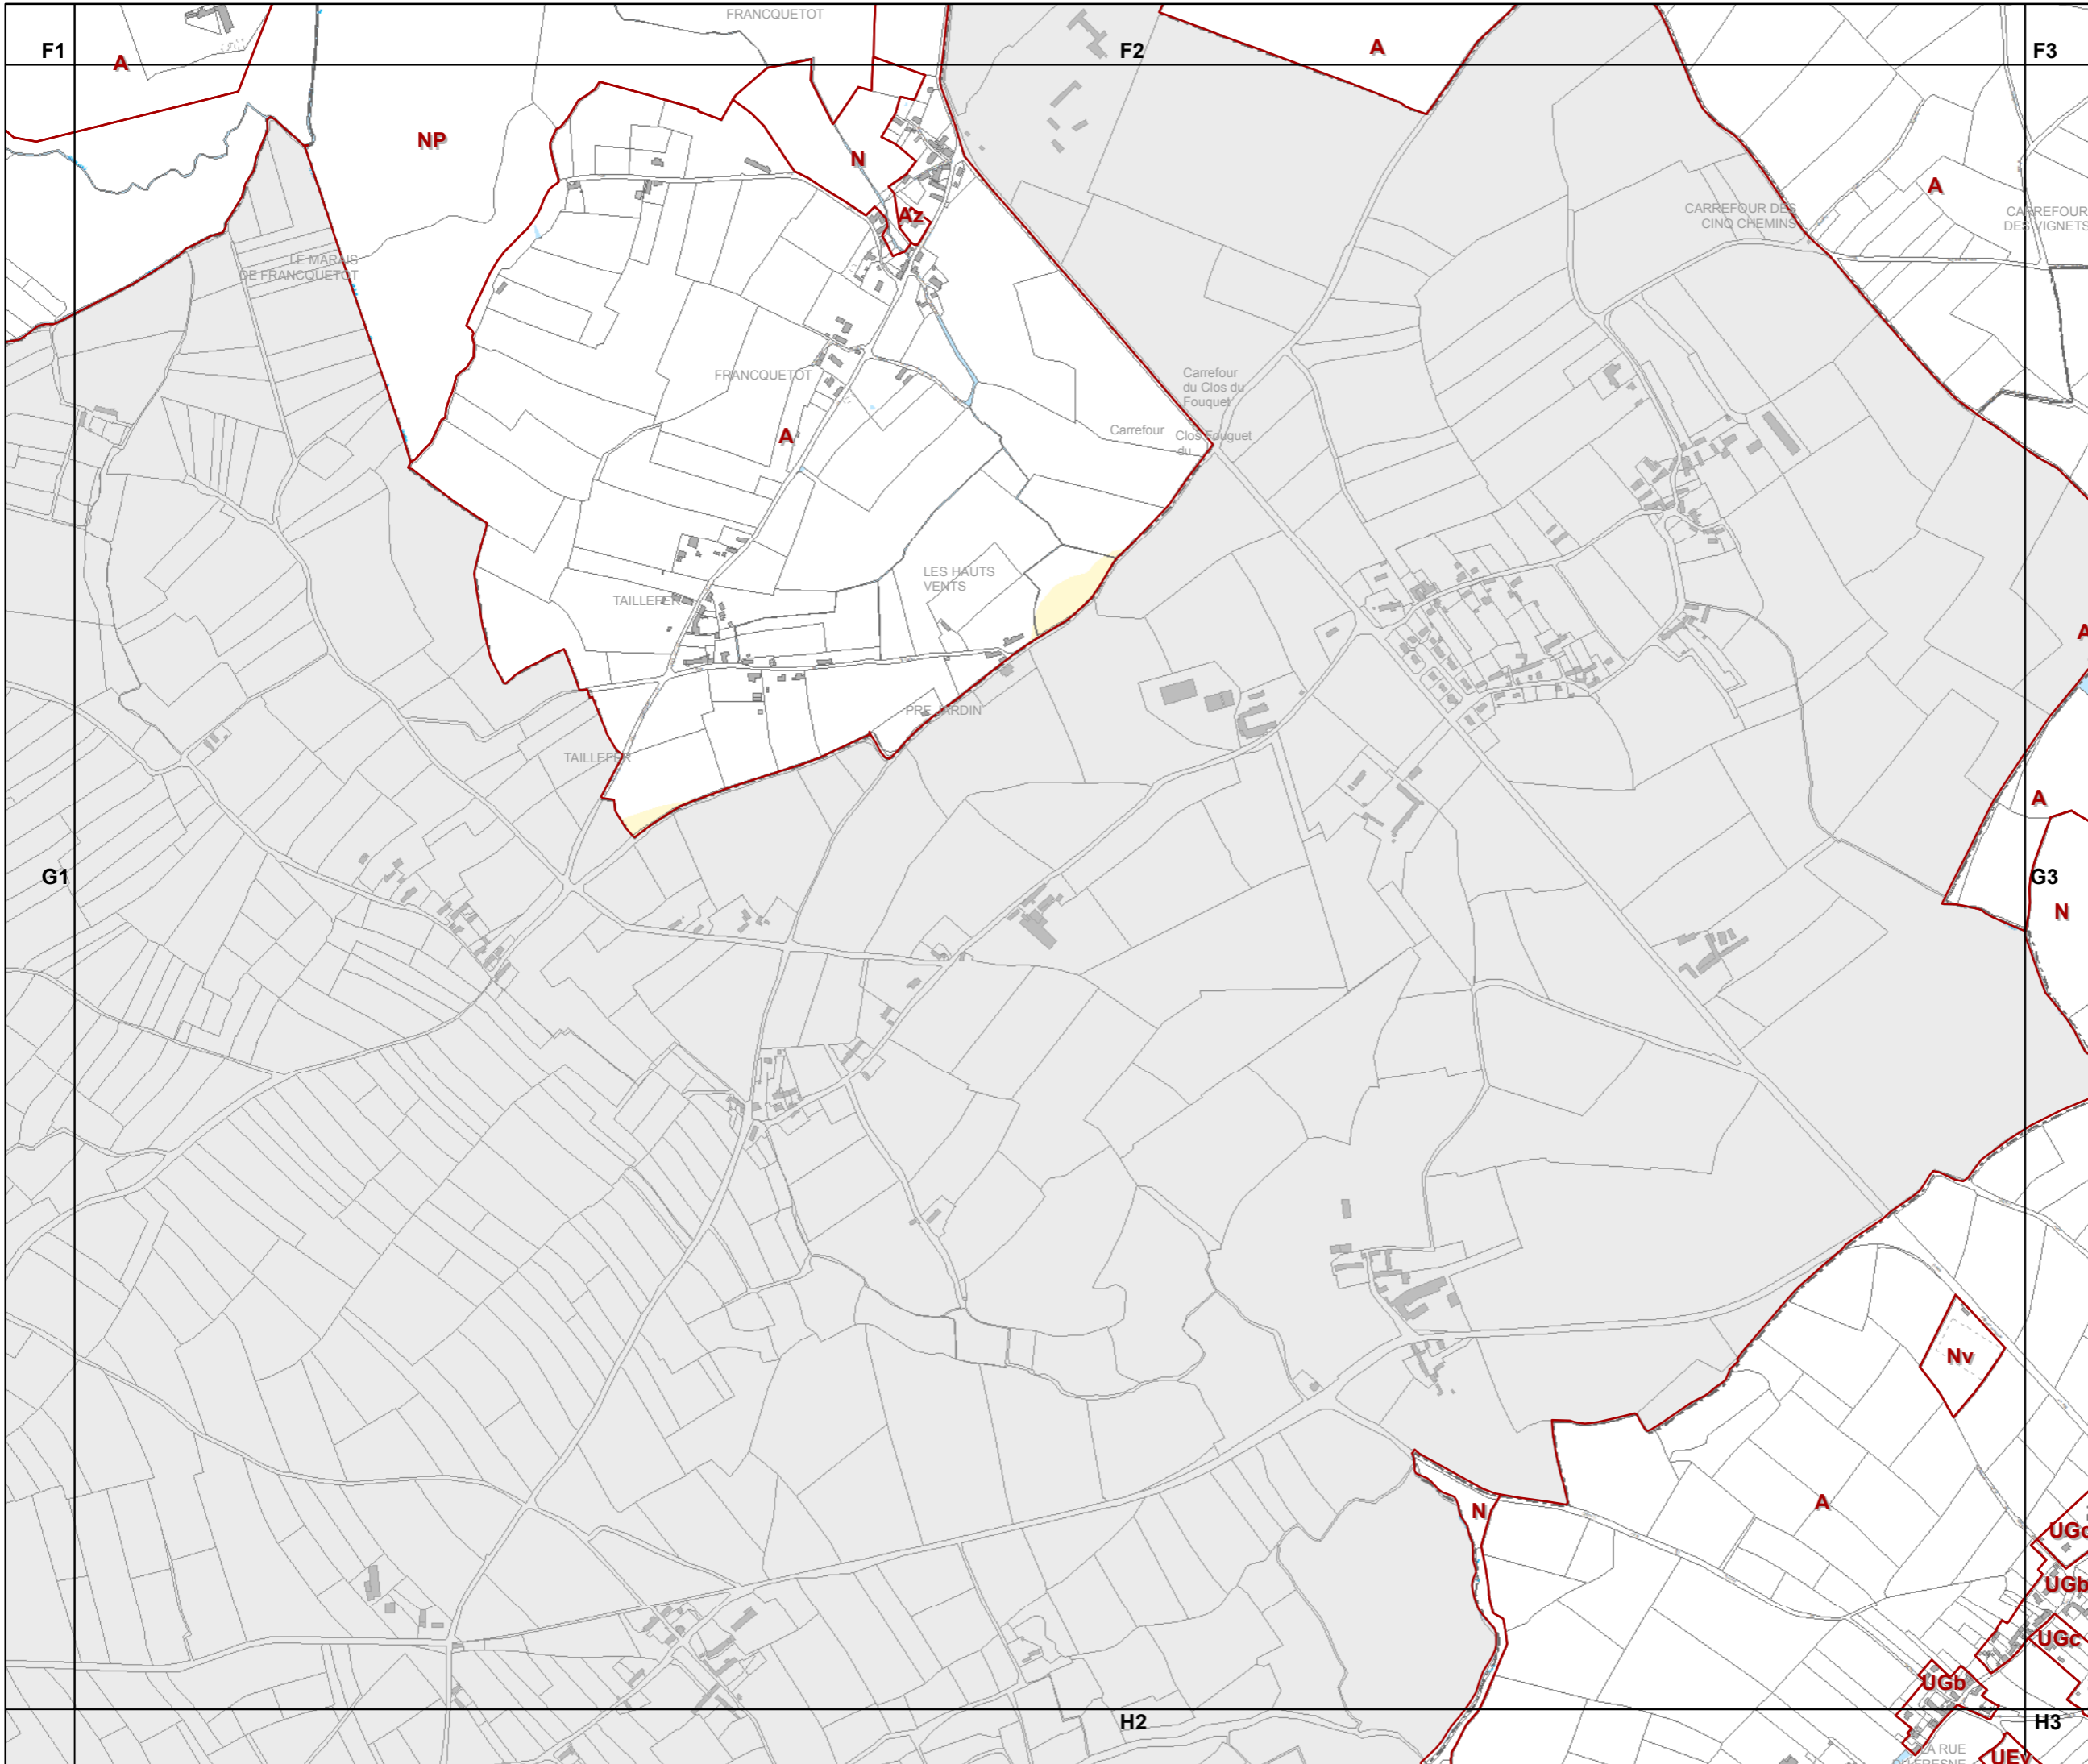 FRANCQUETOT
F1
F2
F3
A
A
NP
N
A
Az
CARREFOUR DES
CINQ CHEMINS
CARREFOUR
DES VIGNETS
LE MARAIS
DE FRANCQUETOT
FRANCQUETOT
Carrefour
du Clos du
Fouquet
A
Carrefour
du
Clos Fouquet
LES HAUTS
VENTS
TAILLEFER
A
PRE JARDIN
TAILLEFER
A
G1
G3
N
Nv
N
A
UGc
UGb
UGc
UGb
H2
H3
LA RUE
DU FRESNE
UEv